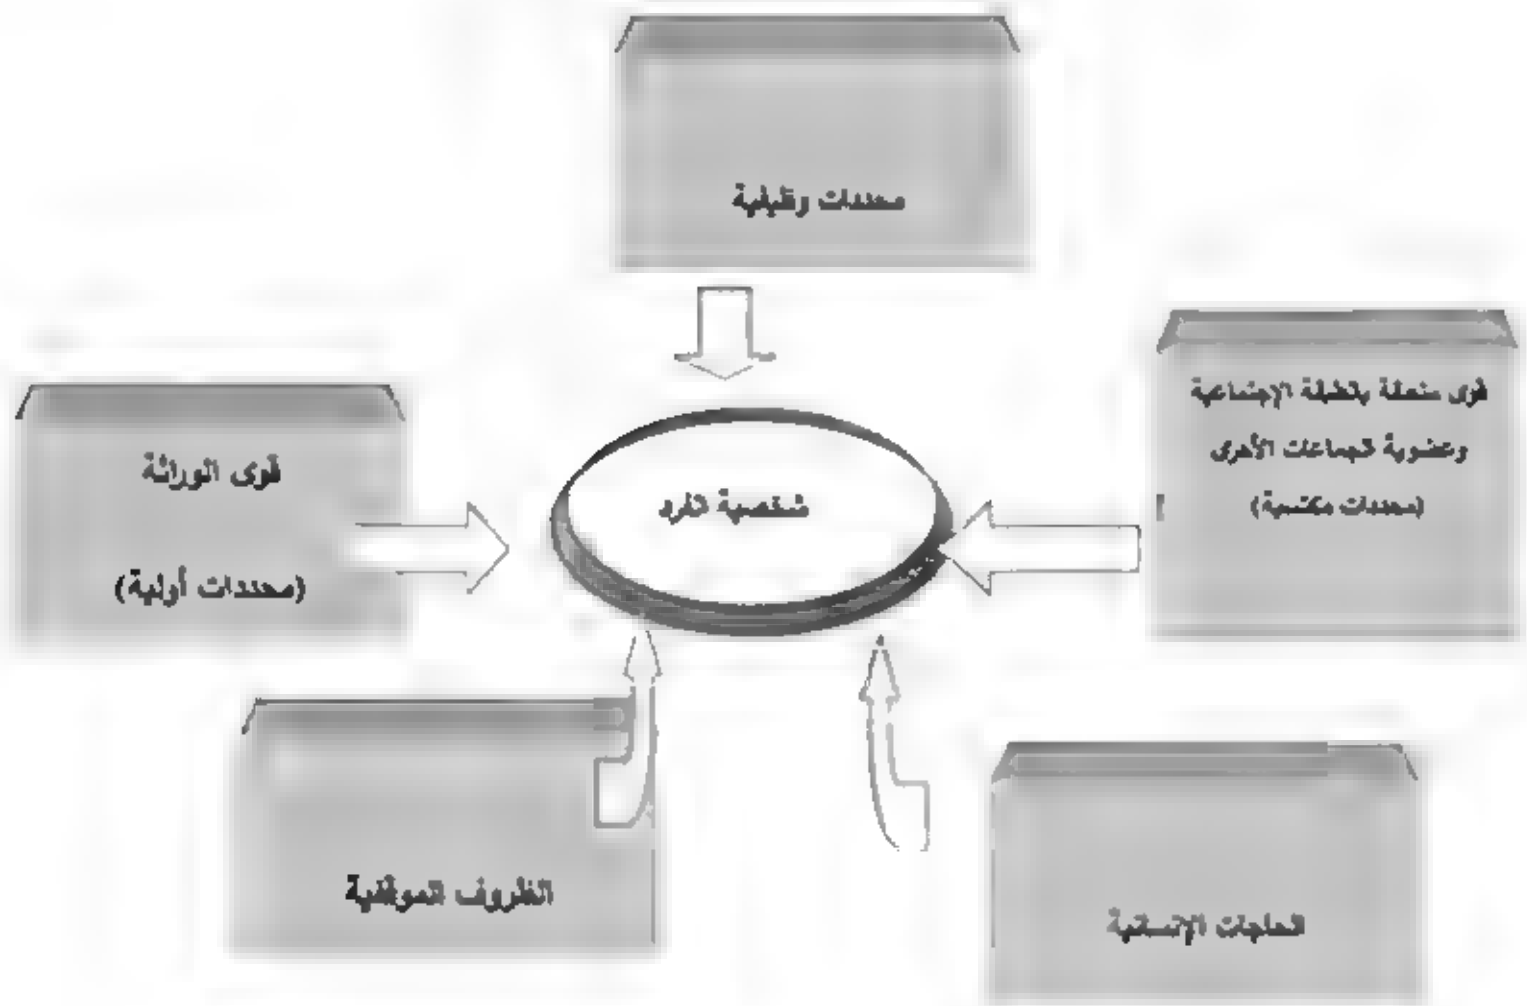 محددات وظيفية
قوى متعلقة بالطبقة الإجتماعية
وعضوية الجماعات الأخرى
(محددات مكتسبة)
قوى الوراثة
(محددات أولية)
شخصية الفرد
الظروف الموقفية
الحاجات الإنسانية